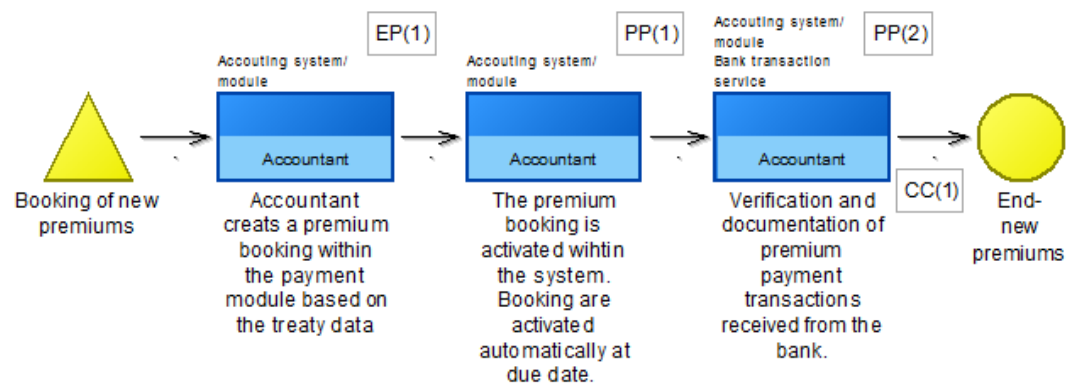 EP(1)
PP(1)
PP(2)
Accouting system/
module
Accouting system/
module
Accouting system/
module
Bank transaction
service
Accountant
Accountant
Accountant
CC(1)
Booking of new
premiums
Accountant
creats a premium
booking within
the payment
module based on
the treaty data
The premium
booking is
activated wihtin
the system.
Booking are
activated
automatically at
due date.
Verification and
documentation of
premium
payment
transactions
received from the
bank.
End-
new
premiums